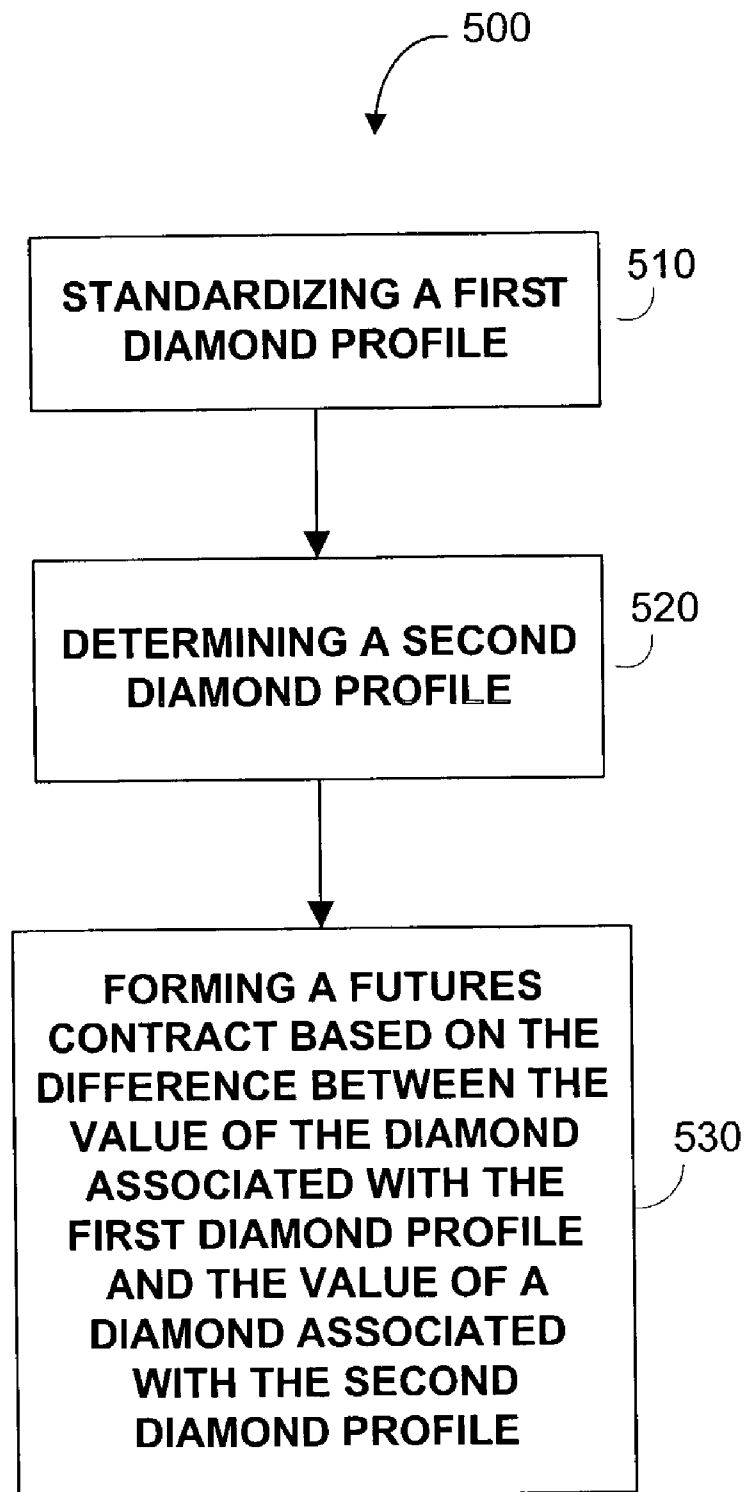 500
STANDARDIZING A FIRST
DIAMOND PROFILE
510
DETERMINING A SECOND
DIAMOND PROFILE
520
FORMING A FUTURES
CONTRACT BASED ON THE
DIFFERENCE BETWEEN THE
VALUE OF THE DIAMOND
ASSOCIATED WITH THE
FIRST DIAMOND PROFILE
AND THE VALUE OF A
DIAMOND ASSOCIATED
WITH THE SECOND
DIAMOND PROFILE
530